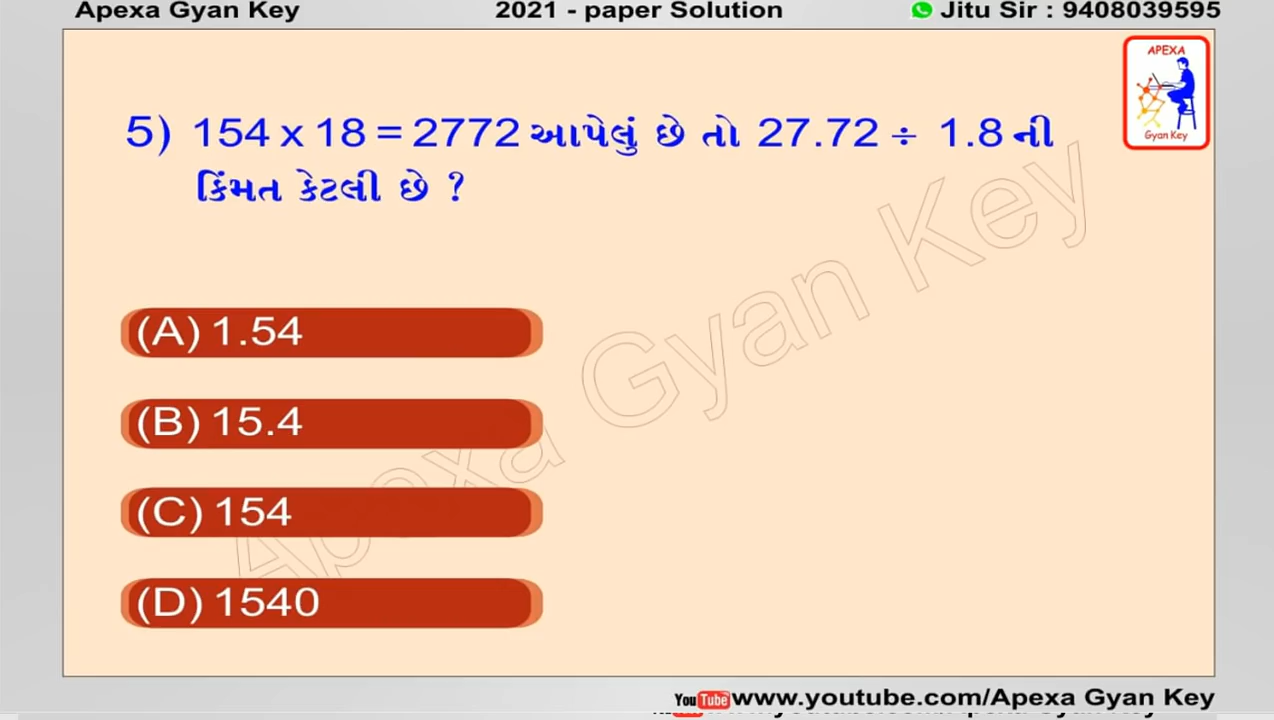 Apexa Gyan Key 2021 - paper Solution Jitu Sir : 9408039595
APEXA
Gyan Key
5) 154 x 18 = 2772 આપેલું છે તો 27.72 ÷ 1.8 ની
કિંમત કેટલી છે ?
(A) 1.54
(B) 15.4
(C) 154
(D) 1540
Apexa Gyan Key
YouTube www.youtube.com/Apexa Gyan Key